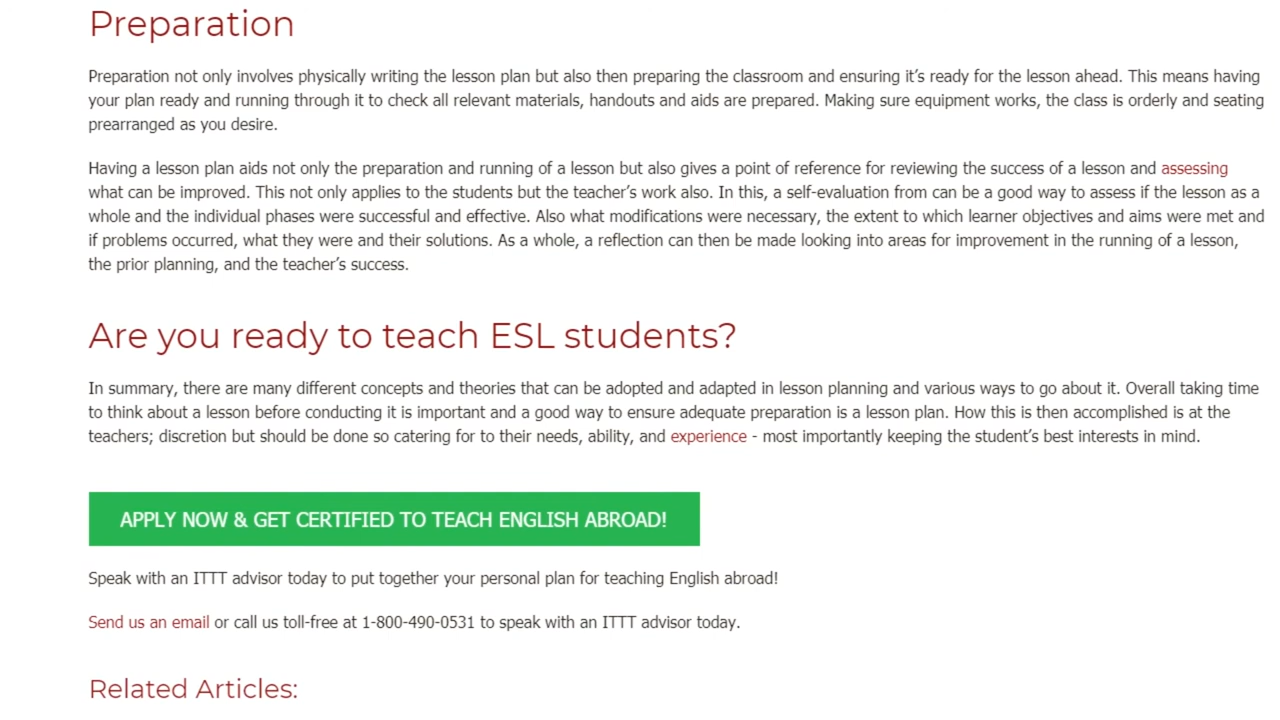 Preparation
Preparation not only involves physically writing the lesson plan but also then preparing the classroom and ensuring it’s ready for the lesson ahead. This means having
your plan ready and running through it to check all relevant materials, handouts and aids are prepared. Making sure equipment works, the class is orderly and seating
prearranged as you desire.
Having a lesson plan aids not only the preparation and running of a lesson but also gives a point of reference for reviewing the success of a lesson and assessing
what can be improved. This not only applies to the students but the teacher’s work also. In this, a self-evaluation from can be a good way to assess if the lesson as a
whole and the individual phases were successful and effective. Also what modifications were necessary, the extent to which learner objectives and aims were met and
if problems occurred, what they were and their solutions. As a whole, a reflection can then be made looking into areas for improvement in the running of a lesson,
the prior planning, and the teacher’s success.
Are you ready to teach ESL students?
In summary, there are many different concepts and theories that can be adopted and adapted in lesson planning and various ways to go about it. Overall taking time
to think about a lesson before conducting it is important and a good way to ensure adequate preparation is a lesson plan. How this is then accomplished is at the
teachers; discretion but should be done so catering for to their needs, ability, and experience - most importantly keeping the student’s best interests in mind.
APPLY NOW & GET CERTIFIED TO TEACH ENGLISH ABROAD!
Speak with an ITTT advisor today to put together your personal plan for teaching English abroad!
Send us an email or call us toll-free at 1-800-490-0531 to speak with an ITTT advisor today.
Related Articles: